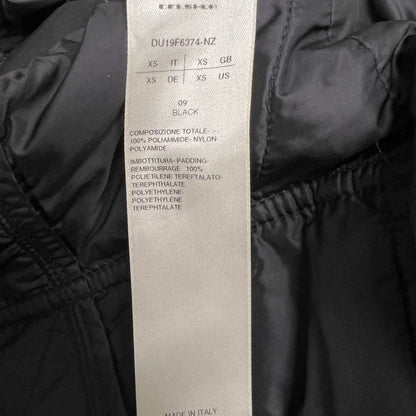 DU19F6374-NZ
XS IT XS GB
XS DE XS US
09
BLACK
COMPOSIZIONE TOTALE- -
100% POLIAMMIDE- NYLON-
POLYAMIDE
IMBOTTITURA- PADDING-
REMBOURRAGE 100%
POLIETILENE TEREFTALATO-
TEREPHTHALATE
POLYETHYLENE-
POLYETHYLENE
TEREPHTALATE
MADE IN ITALY